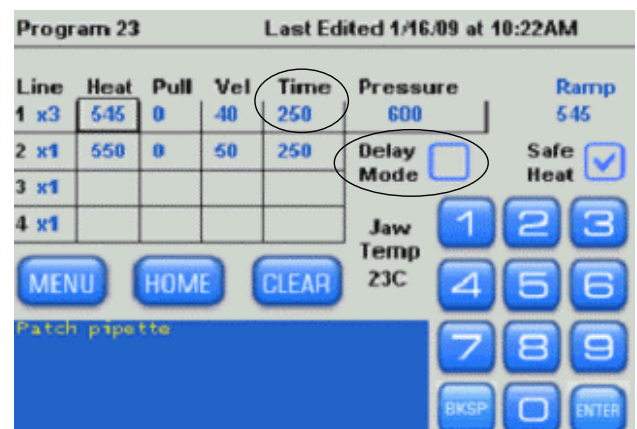 Program 23 Last Edited 1/16/09 at 10:22AM
Line Heat Pull Vel Time Pressure Ramp
1 x3 545 0 40 250 600 545
2 x1 550 0 50 250 Delay Mode Safe Heat
3 x1
4 x1
Jaw Temp 23C
1 2 3
MENU HOME CLEAR
4 5 6
Patch pipette
7 8 9
BKSP 0 ENTER